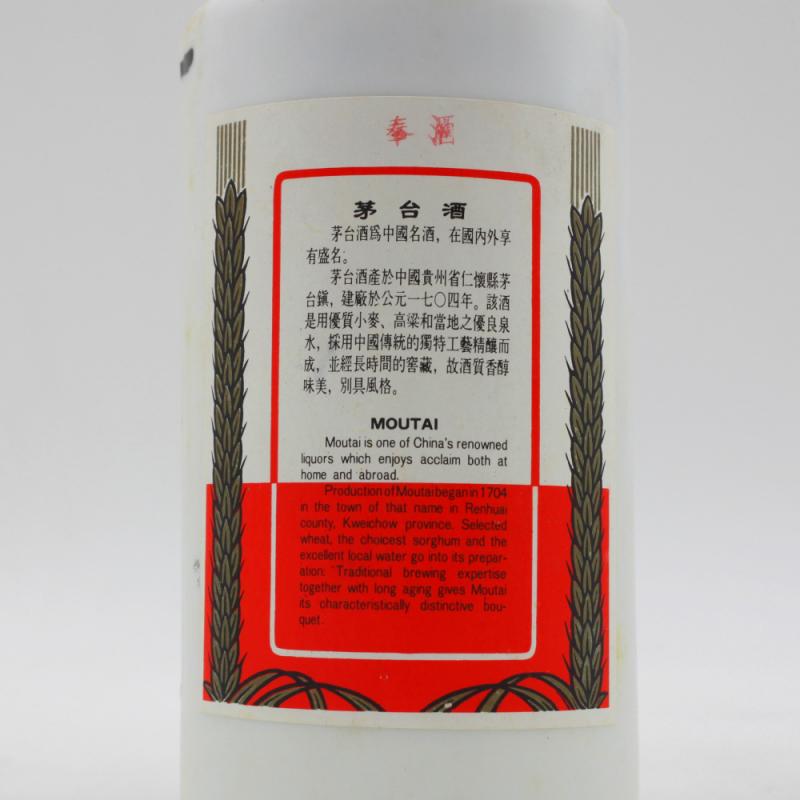 茅台酒
茅台酒爲中國名酒，在國內外享
有盛名。
茅台酒產於中國貴州省仁懷縣茅
台鎮，建廠於公元一七〇四年。該酒
是用優質小麥、高粱和當地之優良泉
水，採用中國傳統的獨特工藝精釀而
成，並經長時間的窖藏，故酒質香醇
味美，別具風格。
MOUTAI
Moutai is one of China's renowned
liquors which enjoys acclaim both at
home and abroad.
Production of Moutai began in 1704
in the town of that name in Renhuai
county, Kweichow province. Selected
wheat, the choicest sorghum and the
excellent local water go into its prepar-
ation. Traditional brewing expertise
together with long aging gives Moutai
its characteristically distinctive bou-
quet.